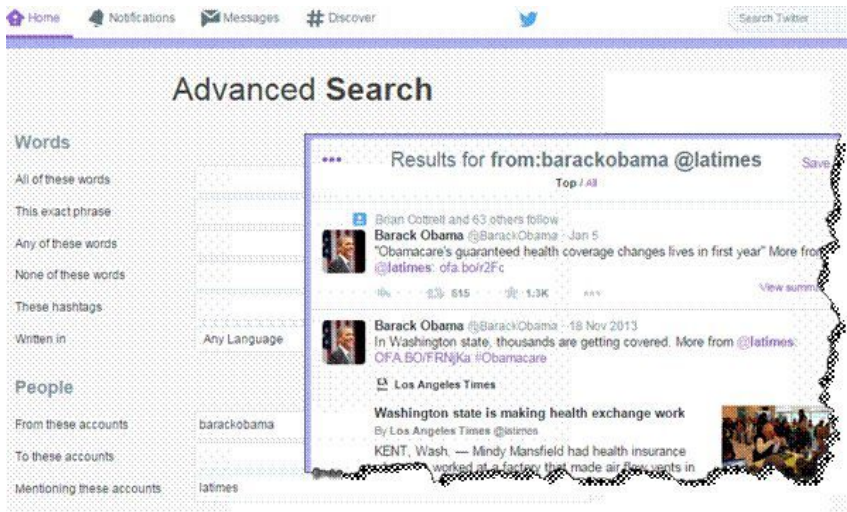 Home Notifications Messages # Discover Search Twitter
Advanced Search
Words
All of these words
This exact phrase
Any of these words
None of these words
These hashtags
Written in Any Language
People
From these accounts barackobama
To these accounts
Mentioning these accounts latimes
Results for from:barackobama @latimes Save
Top / All
Brian Cottrell and 63 others follow
Barack Obama @BarackObama · Jan 5
"Obamacare's guaranteed health coverage changes lives in first year" More from
@latimes: ofa.bo/r2Fc
615 1.3K View
Barack Obama @BarackObama · 18 Nov 2013
In Washington state, thousands are getting covered. More from @latimes:
OFA.BO/FRNjKa #Obamacare
Los Angeles Times
Washington state is making health exchange work
By Los Angeles Times @latimes
KENT, Wash. — Mindy Mansfield had health insurance
worked at a factory that made air flow vents in